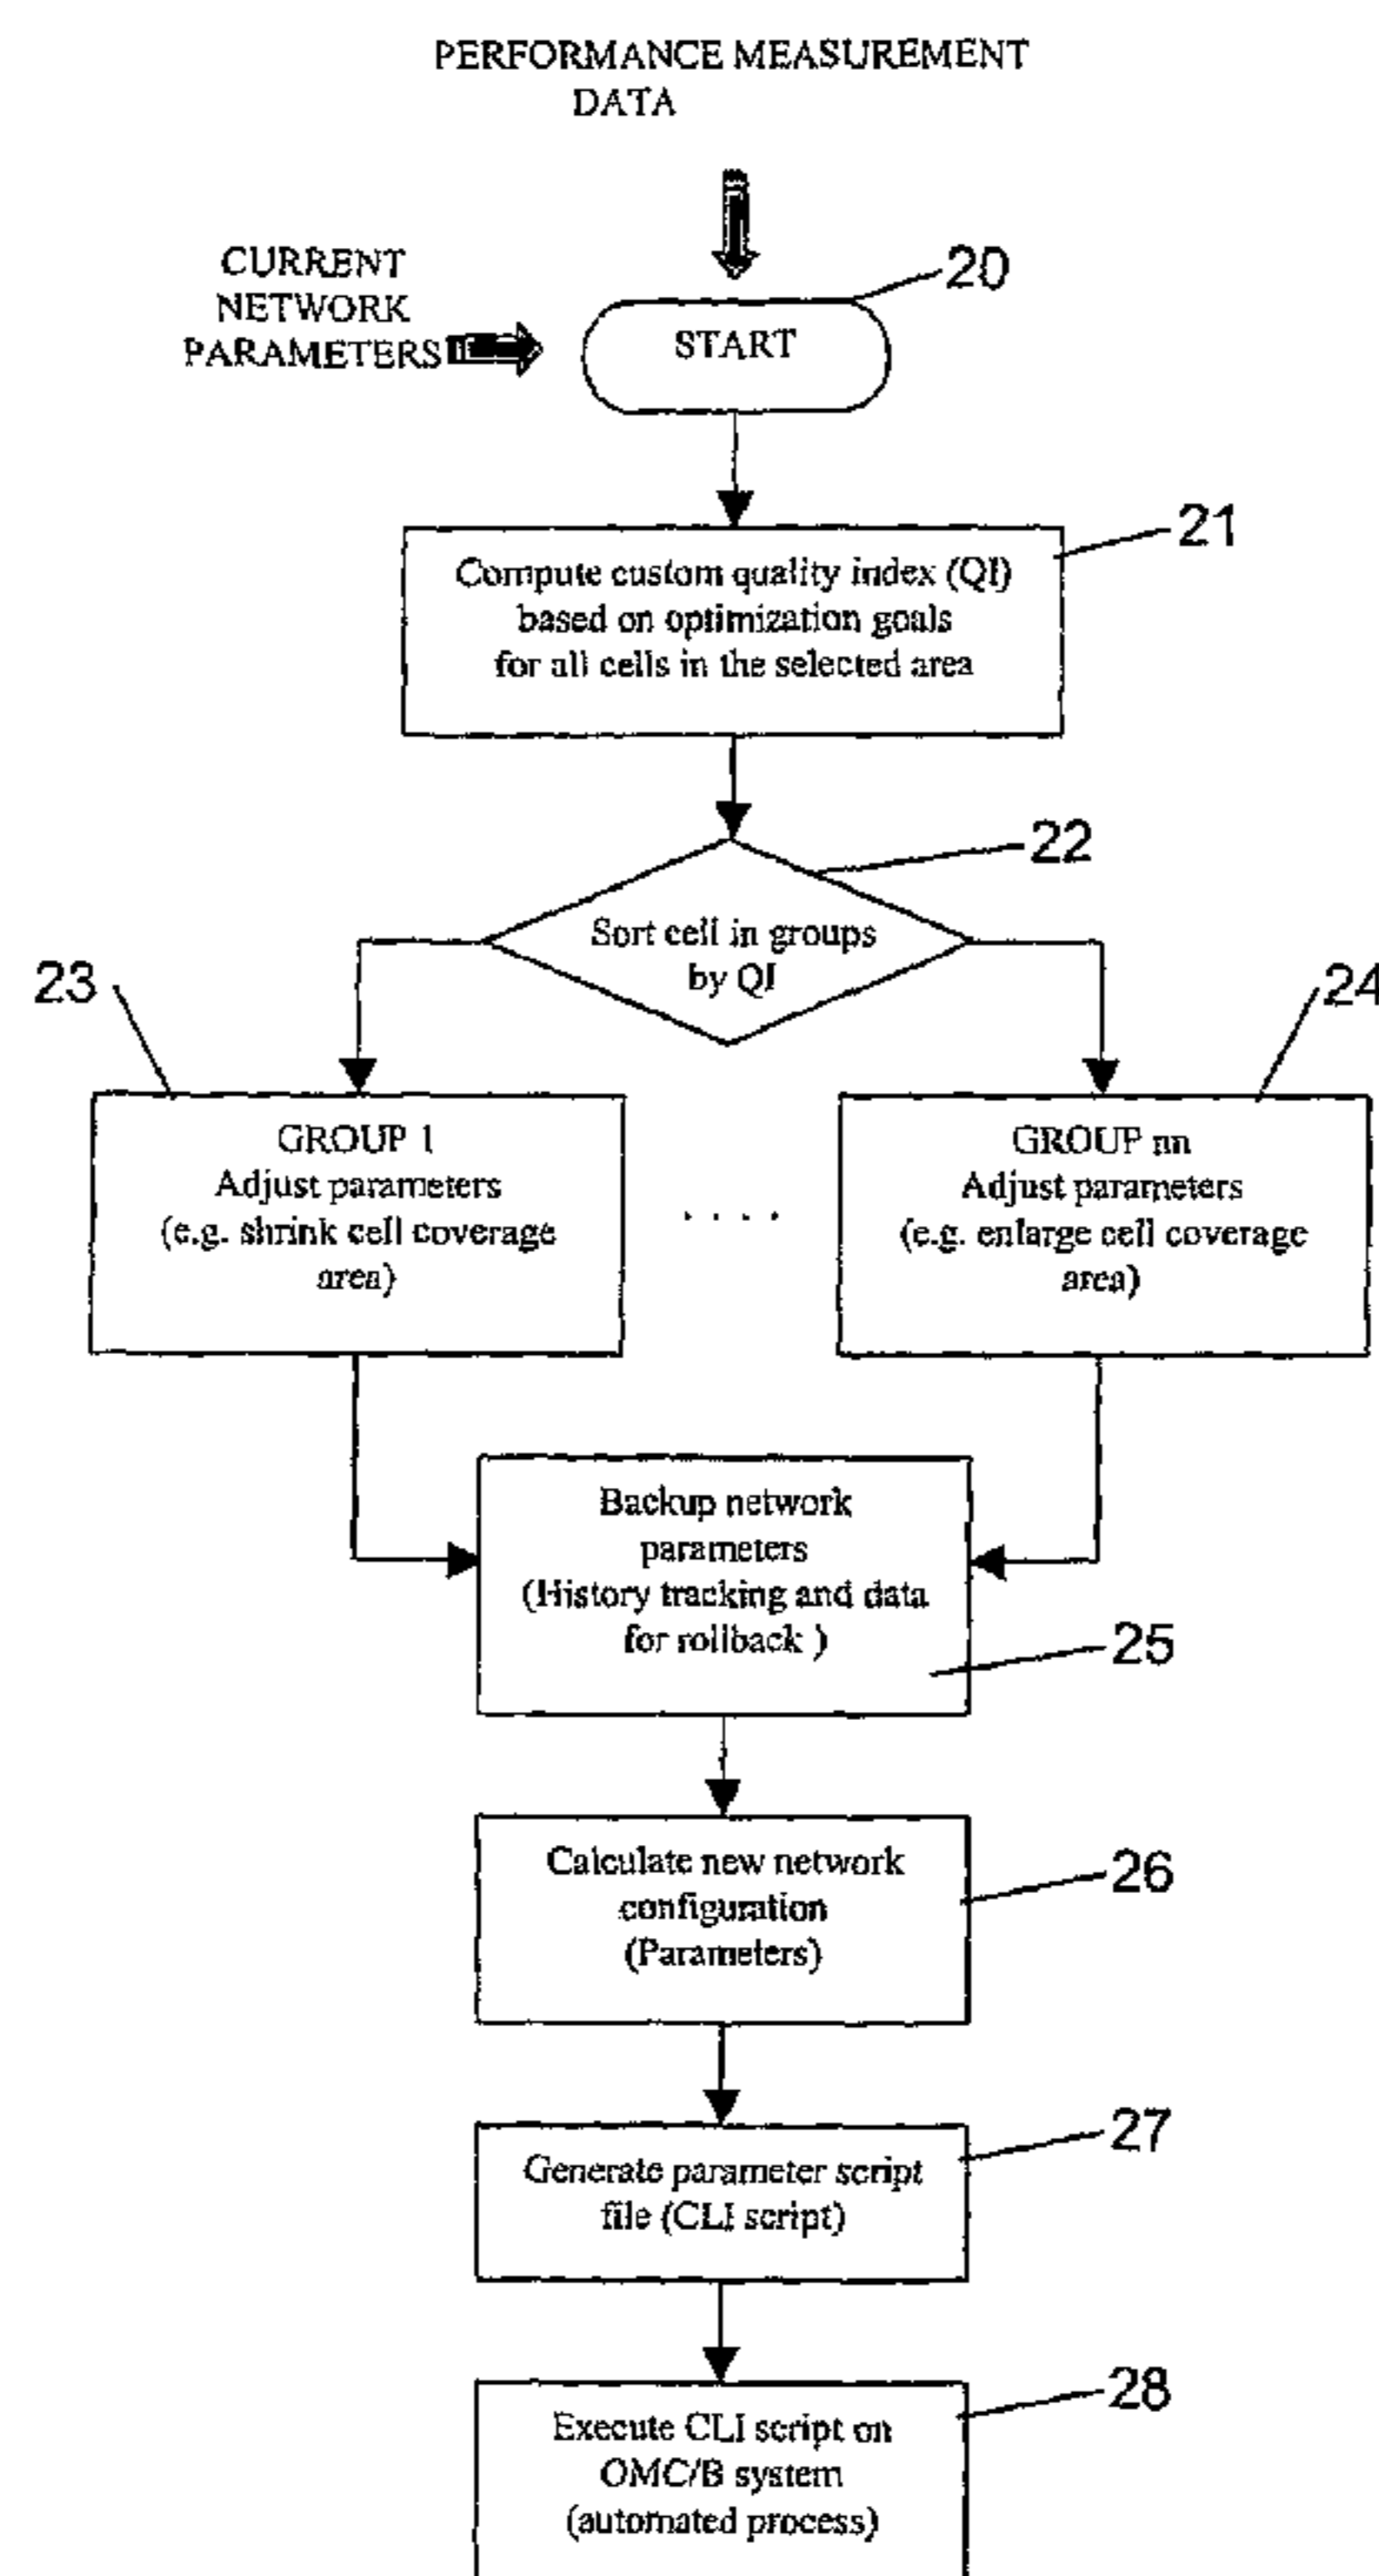 PERFORMANCE MEASUREMENT
DATA
CURRENT
NETWORK
PARAMETERS
20
START
21
Compute custom quality index (QI)
based on optimization goals
for all cells in the selected area
22
Sort cell in groups
by QI
23
24
GROUP 1
Adjust parameters
(e.g. shrink cell coverage
area)
. . . .
GROUP nn
Adjust parameters
(e.g. enlarge cell coverage
area)
Backup network
parameters
(History tracking and data
for rollback )
25
Calculate new network
configuration
(Parameters)
26
Generate parameter script
file (CLI script)
27
Execute CLI script on
OMC/B system
(automated process)
28